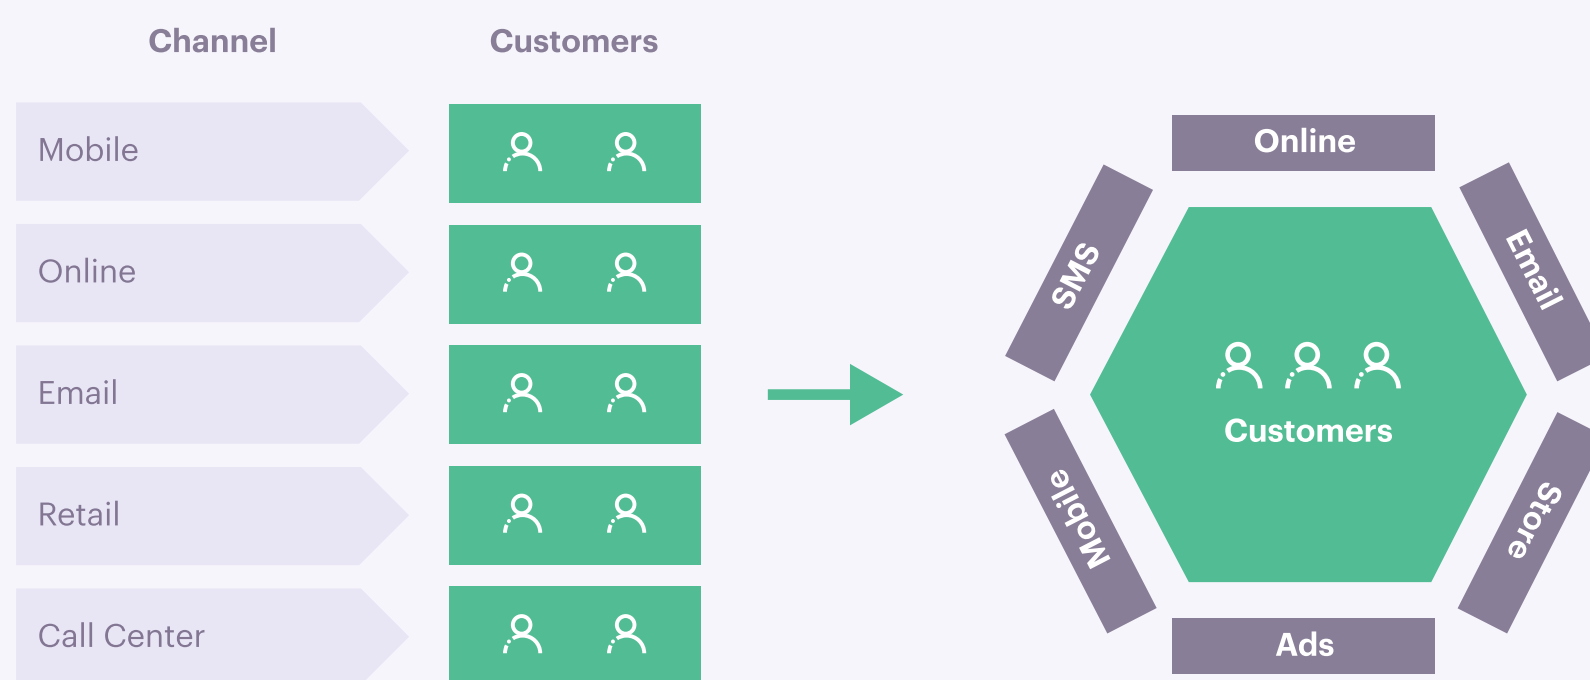 Channel
Customers
Mobile
Online
Email
Retail
Call Center
Online
Email
Store
Ads
Mobile
SMS
Customers